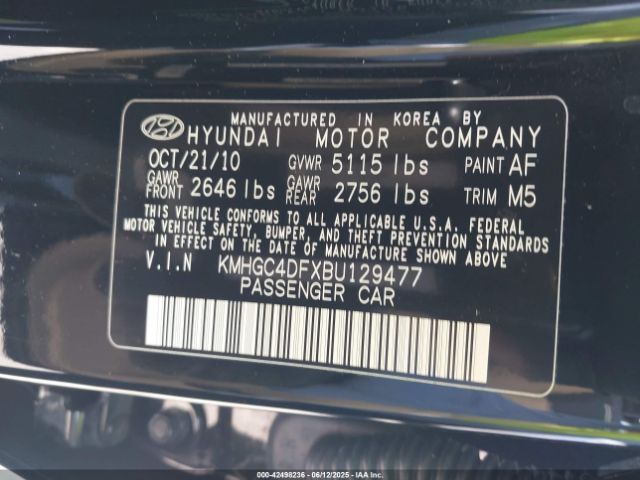 MANUFACTURED IN KOREA BY
HYUNDAI MOTOR COMPANY
OCT/21/10 GVWR 5115 lbs PAINT AF
GAWR FRONT 2646 lbs GAWR REAR 2756 lbs TRIM M5
THIS VEHICLE CONFORMS TO ALL APPLICABLE U.S.A. FEDERAL
MOTOR VEHICLE SAFETY, BUMPER, AND THEFT PREVENTION STANDARDS
IN EFFECT ON THE DATE OF MANUFACTURE SHOWN ABOVE
V.I.N KMHGC4DFXBU129477
PASSENGER CAR
000-42498236 - 06/12/2025 - IAA Inc.